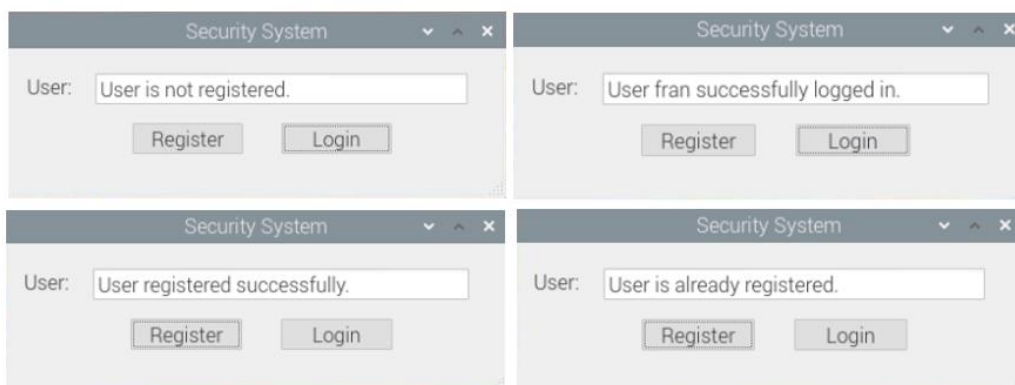 Security System
User: User is not registered.
Register Login
Security System
User: User fran successfully logged in.
Register Login
Security System
User: User registered successfully.
Register Login
Security System
User: User is already registered.
Register Login